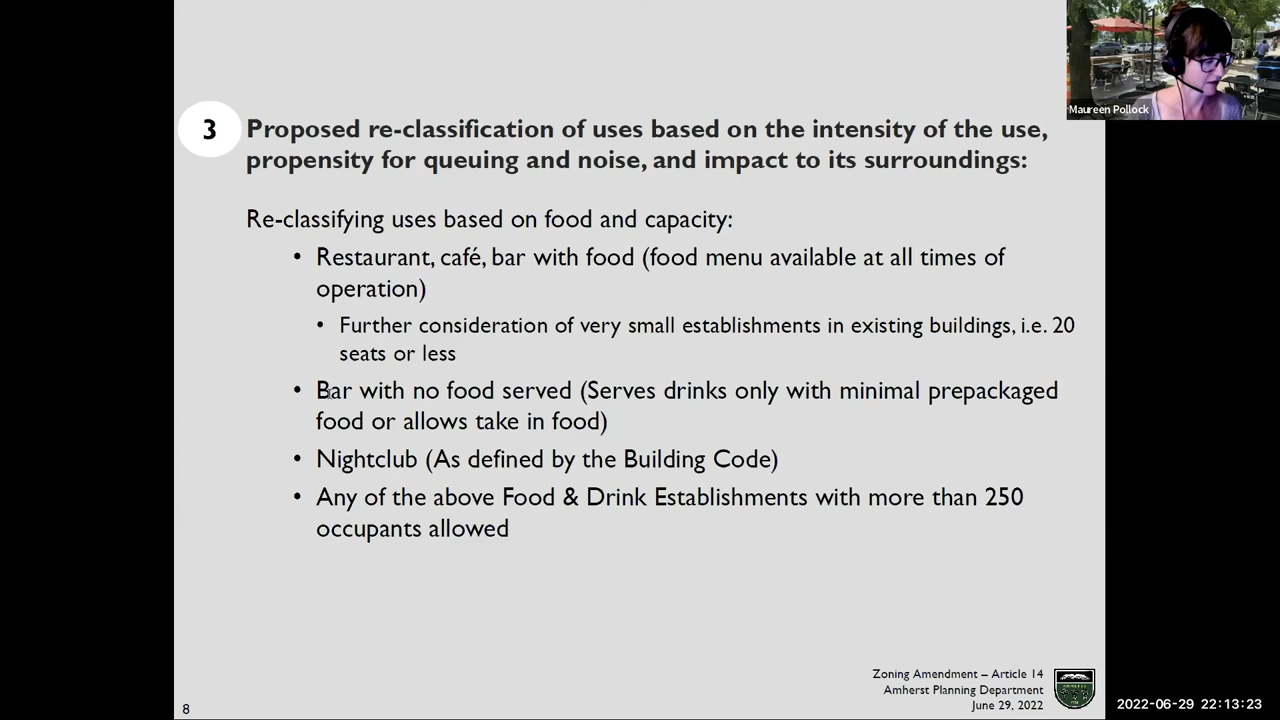 Maureen Pollock
3
Proposed re-classification of uses based on the intensity of the use,
propensity for queuing and noise, and impact to its surroundings:
Re-classifying uses based on food and capacity:
• Restaurant, café, bar with food (food menu available at all times of
operation)
• Further consideration of very small establishments in existing buildings, i.e. 20
seats or less
• Bar with no food served (Serves drinks only with minimal prepackaged
food or allows take in food)
• Nightclub (As defined by the Building Code)
• Any of the above Food & Drink Establishments with more than 250
occupants allowed
Zoning Amendment – Article 14
Amherst Planning Department
June 29, 2022
8
2022-06-29 22:13:23